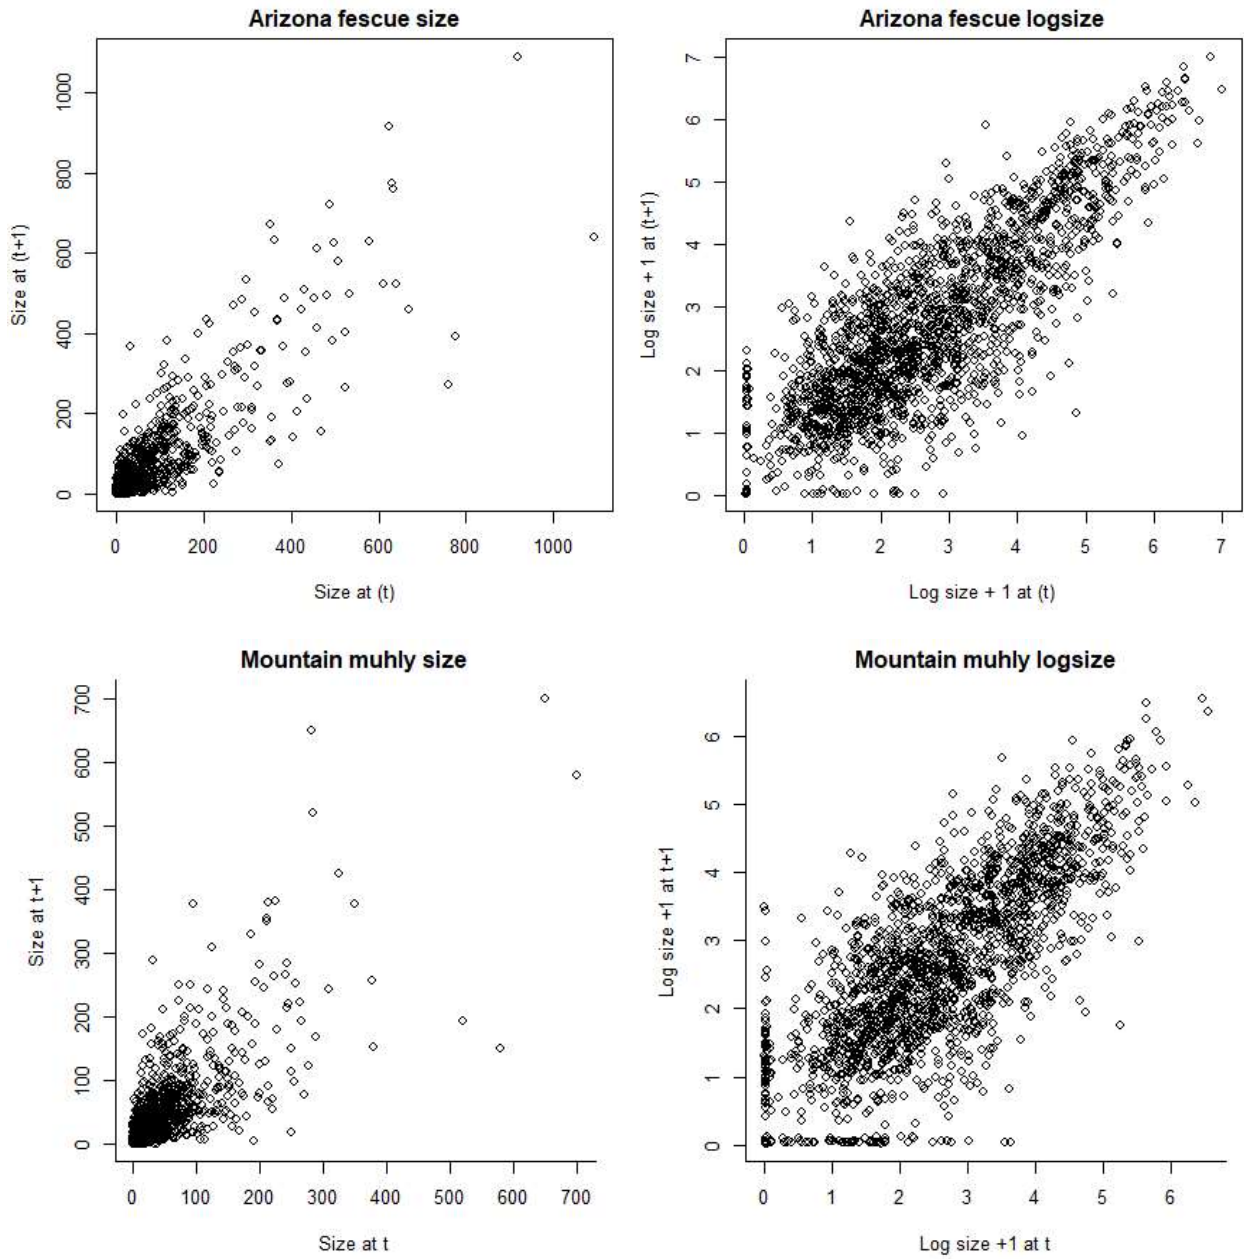 Arizona fescue size
Arizona fescue logsize
Size at (t+1)
0 200 400 600 800 1000
0 200 400 600 800 1000
Size at (t)
Log size + 1 at (t+1)
0 1 2 3 4 5 6 7
0 1 2 3 4 5 6 7
Log size + 1 at (t)
Mountain muhly size
Mountain muhly logsize
Size at t+1
0 100 200 300 400 500 600 700
0 100 200 300 400 500 600 700
Size at t
Log size +1 at t+1
0 1 2 3 4 5 6
0 1 2 3 4 5 6
Log size +1 at t